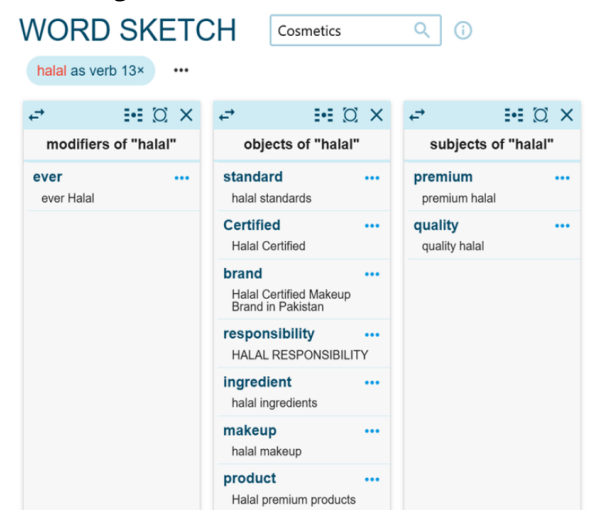 WORD SKETCH
Cosmetics
halal as verb 13×
modifiers of "halal"
ever
ever Halal
objects of "halal"
standard
halal standards
Certified
Halal Certified
brand
Halal Certified Makeup
Brand in Pakistan
responsibility
HALAL RESPONSIBILITY
ingredient
halal ingredients
makeup
halal makeup
product
Halal premium products
subjects of "halal"
premium
premium halal
quality
quality halal